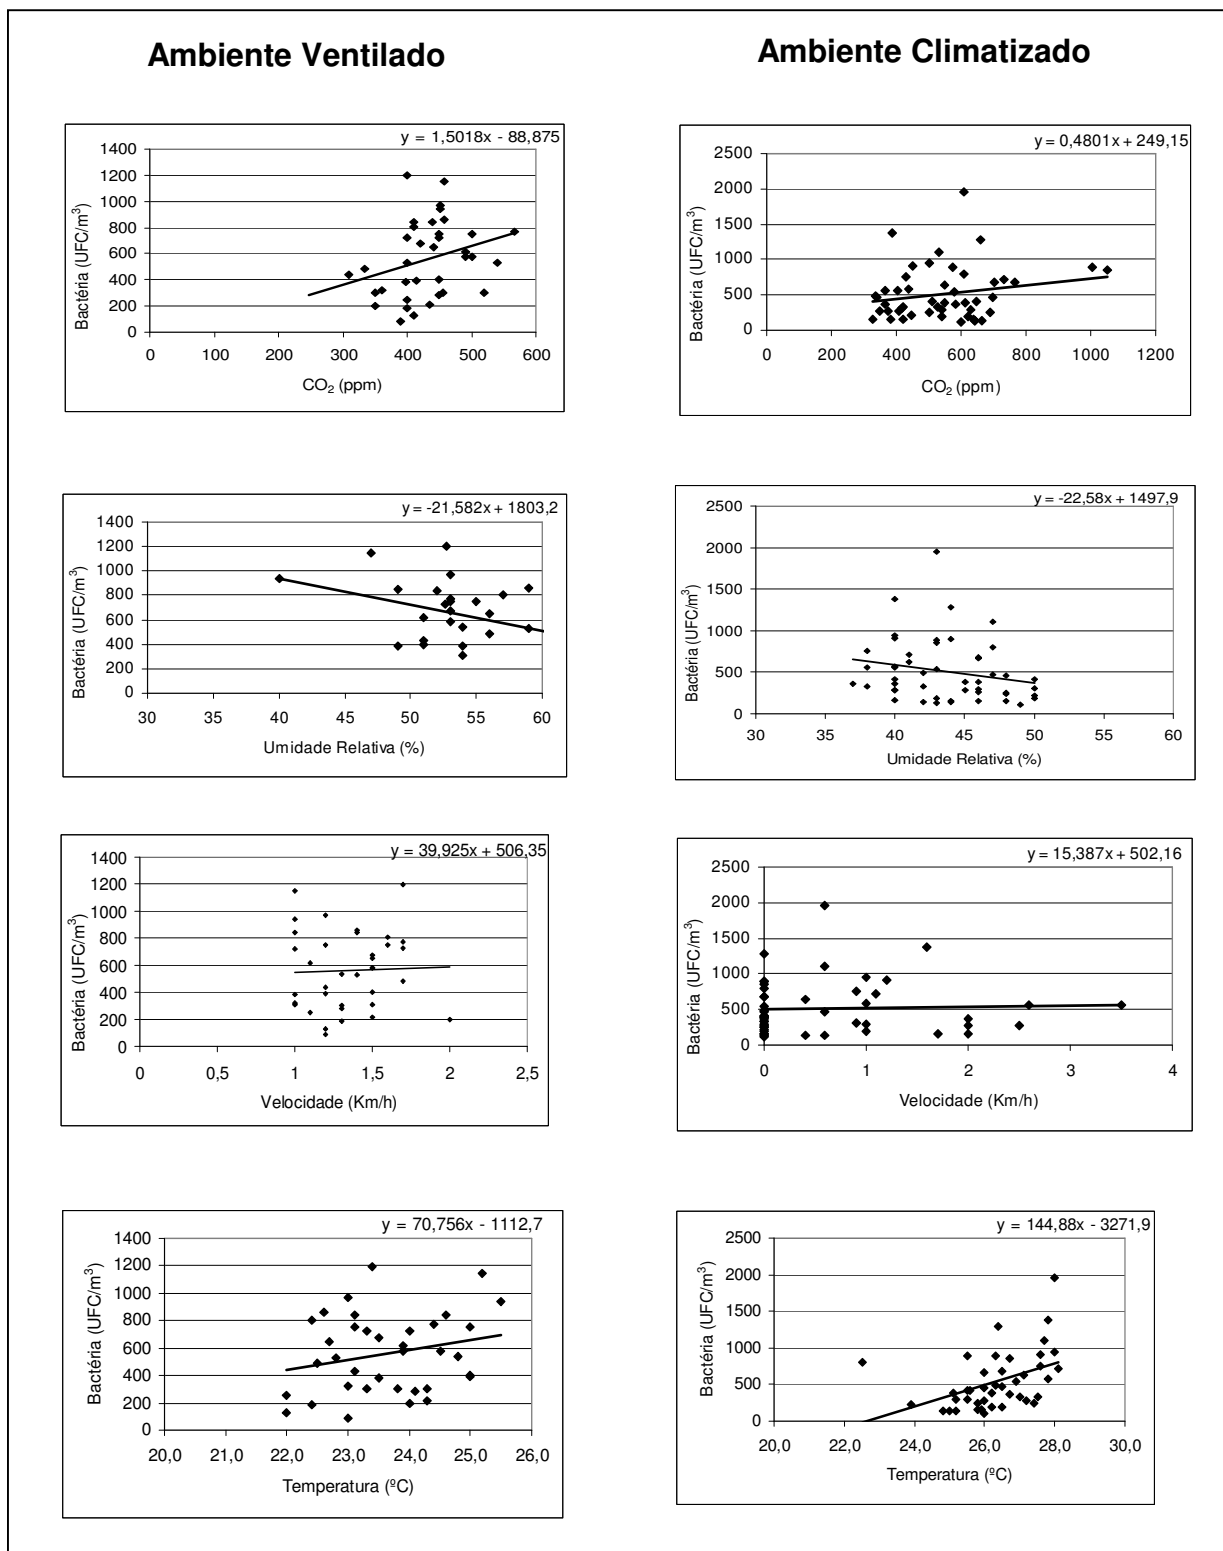 Ambiente Ventilado
Ambiente Climatizado
y = 1,5018x - 88,875
Bactéria (UFC/m³)
1400
1200
1000
800
600
400
200
0
0 100 200 300 400 500 600
CO₂ (ppm)
y = 0,4801x + 249,15
Bactéria (UFC/m³)
2500
2000
1500
1000
500
0
0 200 400 600 800 1000 1200
CO₂ (ppm)
y = -21,582x + 1803,2
Bactéria (UFC/m³)
1400
1200
1000
800
600
400
200
0
30 35 40 45 50 55 60
Umidade Relativa (%)
y = -22,58x + 1497,9
Bactéria (UFC/m³)
2500
2000
1500
1000
500
0
30 35 40 45 50 55 60
Umidade Relativa (%)
y = 39,925x + 506,35
Bactéria (UFC/m³)
1400
1200
1000
800
600
400
200
0
0 0,5 1 1,5 2 2,5
Velocidade (Km/h)
y = 15,387x + 502,16
Bactéria (UFC/m³)
2500
2000
1500
1000
500
0
0 1 2 3 4
Velocidade (Km/h)
y = 70,756x - 1112,7
Bactéria (UFC/m³)
1400
1200
1000
800
600
400
200
0
20,0 21,0 22,0 23,0 24,0 25,0 26,0
Temperatura (ºC)
y = 144,88x - 3271,9
Bactéria (UFC/m³)
2500
2000
1500
1000
500
0
20,0 22,0 24,0 26,0 28,0 30,0
Temperatura (ºC)